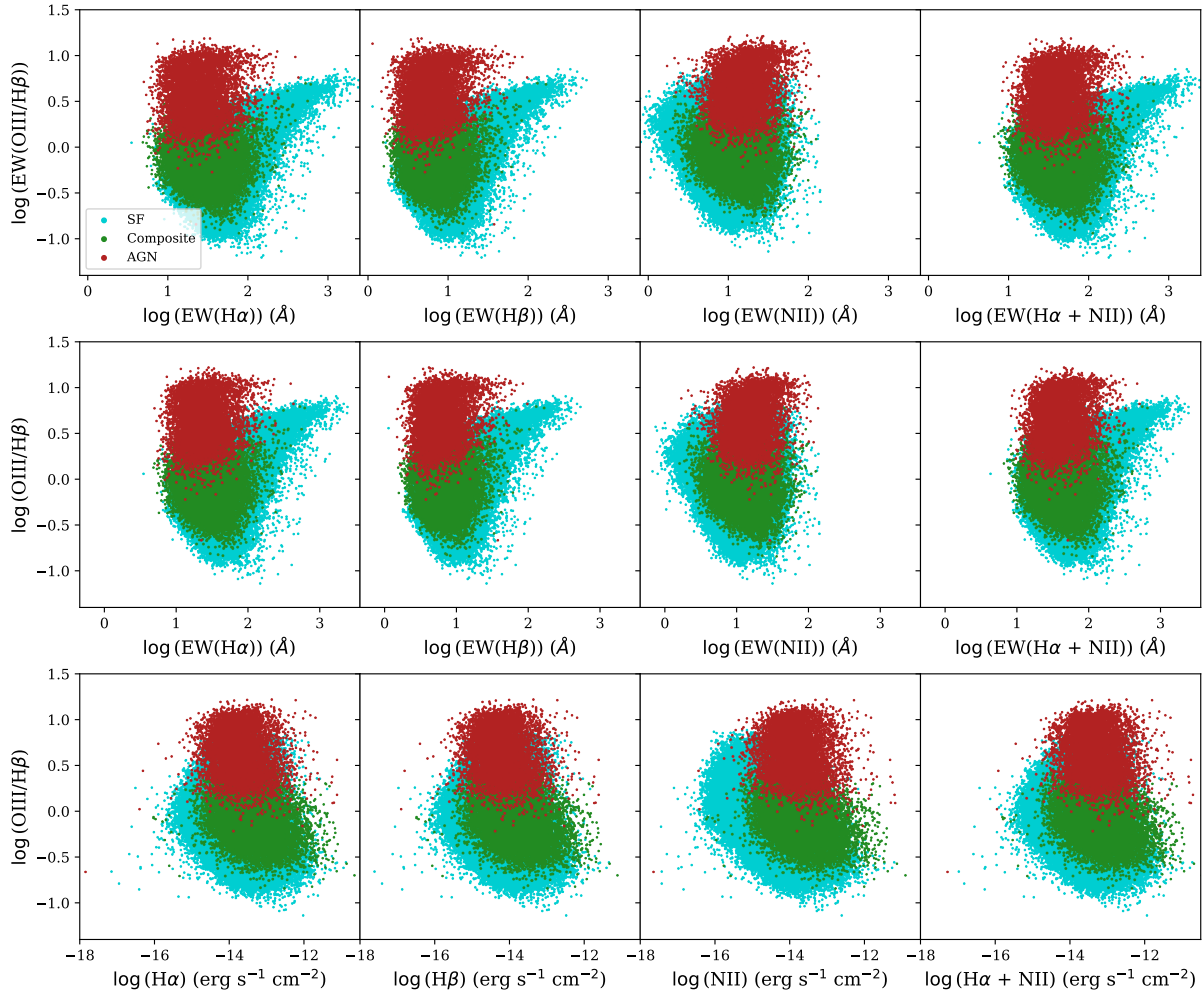 1.5
1.0
0.5
0.0
−0.5
−1.0
log (EW(OIII/Hβ))
SF
Composite
AGN
0 1 2 3 0 1 2 3 0 1 2 3 0 1 2 3
log (EW(Hα)) (Å) log (EW(Hβ)) (Å) log (EW(NII)) (Å) log (EW(Hα + NII)) (Å)
1.5
1.0
0.5
0.0
−0.5
−1.0
log (OIII/Hβ)
0 1 2 3 0 1 2 3 0 1 2 3 0 1 2 3
log (EW(Hα)) (Å) log (EW(Hβ)) (Å) log (EW(NII)) (Å) log (EW(Hα + NII)) (Å)
1.5
1.0
0.5
0.0
−0.5
−1.0
log (OIII/Hβ)
−18 −16 −14 −12 −18 −16 −14 −12 −18 −16 −14 −12 −18 −16 −14 −12
log (Hα) (erg s⁻¹ cm⁻²) log (Hβ) (erg s⁻¹ cm⁻²) log (NII) (erg s⁻¹ cm⁻²) log (Hα + NII) (erg s⁻¹ cm⁻²)